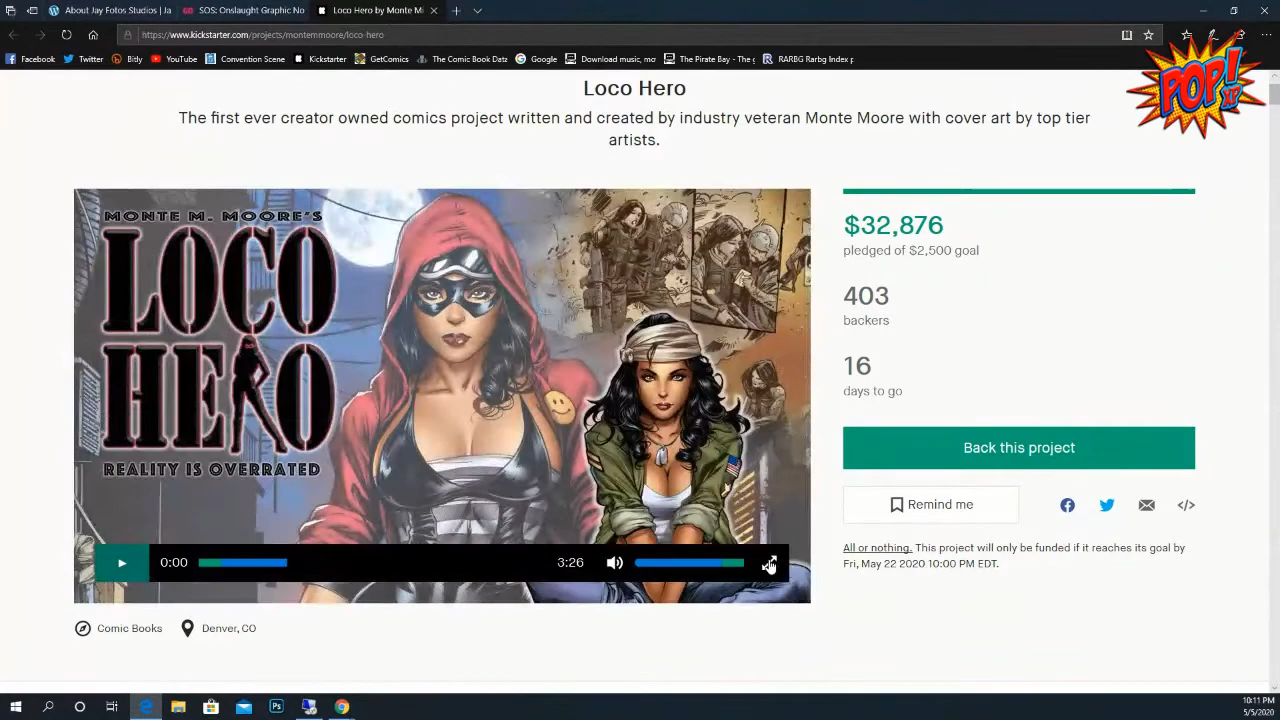 About Jay Fotos Studios | Ja
SOS: Onslaught Graphic No
Loco Hero by Monte Mi
https://www.kickstarter.com/projects/montemmoore/loco-hero
Facebook
Twitter
Bitly
YouTube
Convention Scene
Kickstarter
GetComics
The Comic Book Data
Google
Download music, mo
The Pirate Bay - The g
RARBG Rarbg Index p
POP!
XP
Loco Hero
The first ever creator owned comics project written and created by industry veteran Monte Moore with cover art by top tier
artists.
MONTE M. MOORE'S
LOCO
HERO
REALITY IS OVERRATED
0:00
3:26
$32,876
pledged of $2,500 goal
403
backers
16
days to go
Back this project
Remind me
All or nothing. This project will only be funded if it reaches its goal by
Fri, May 22 2020 10:00 PM EDT.
Comic Books
Denver, CO
Ps
10:11 PM
5/5/2020